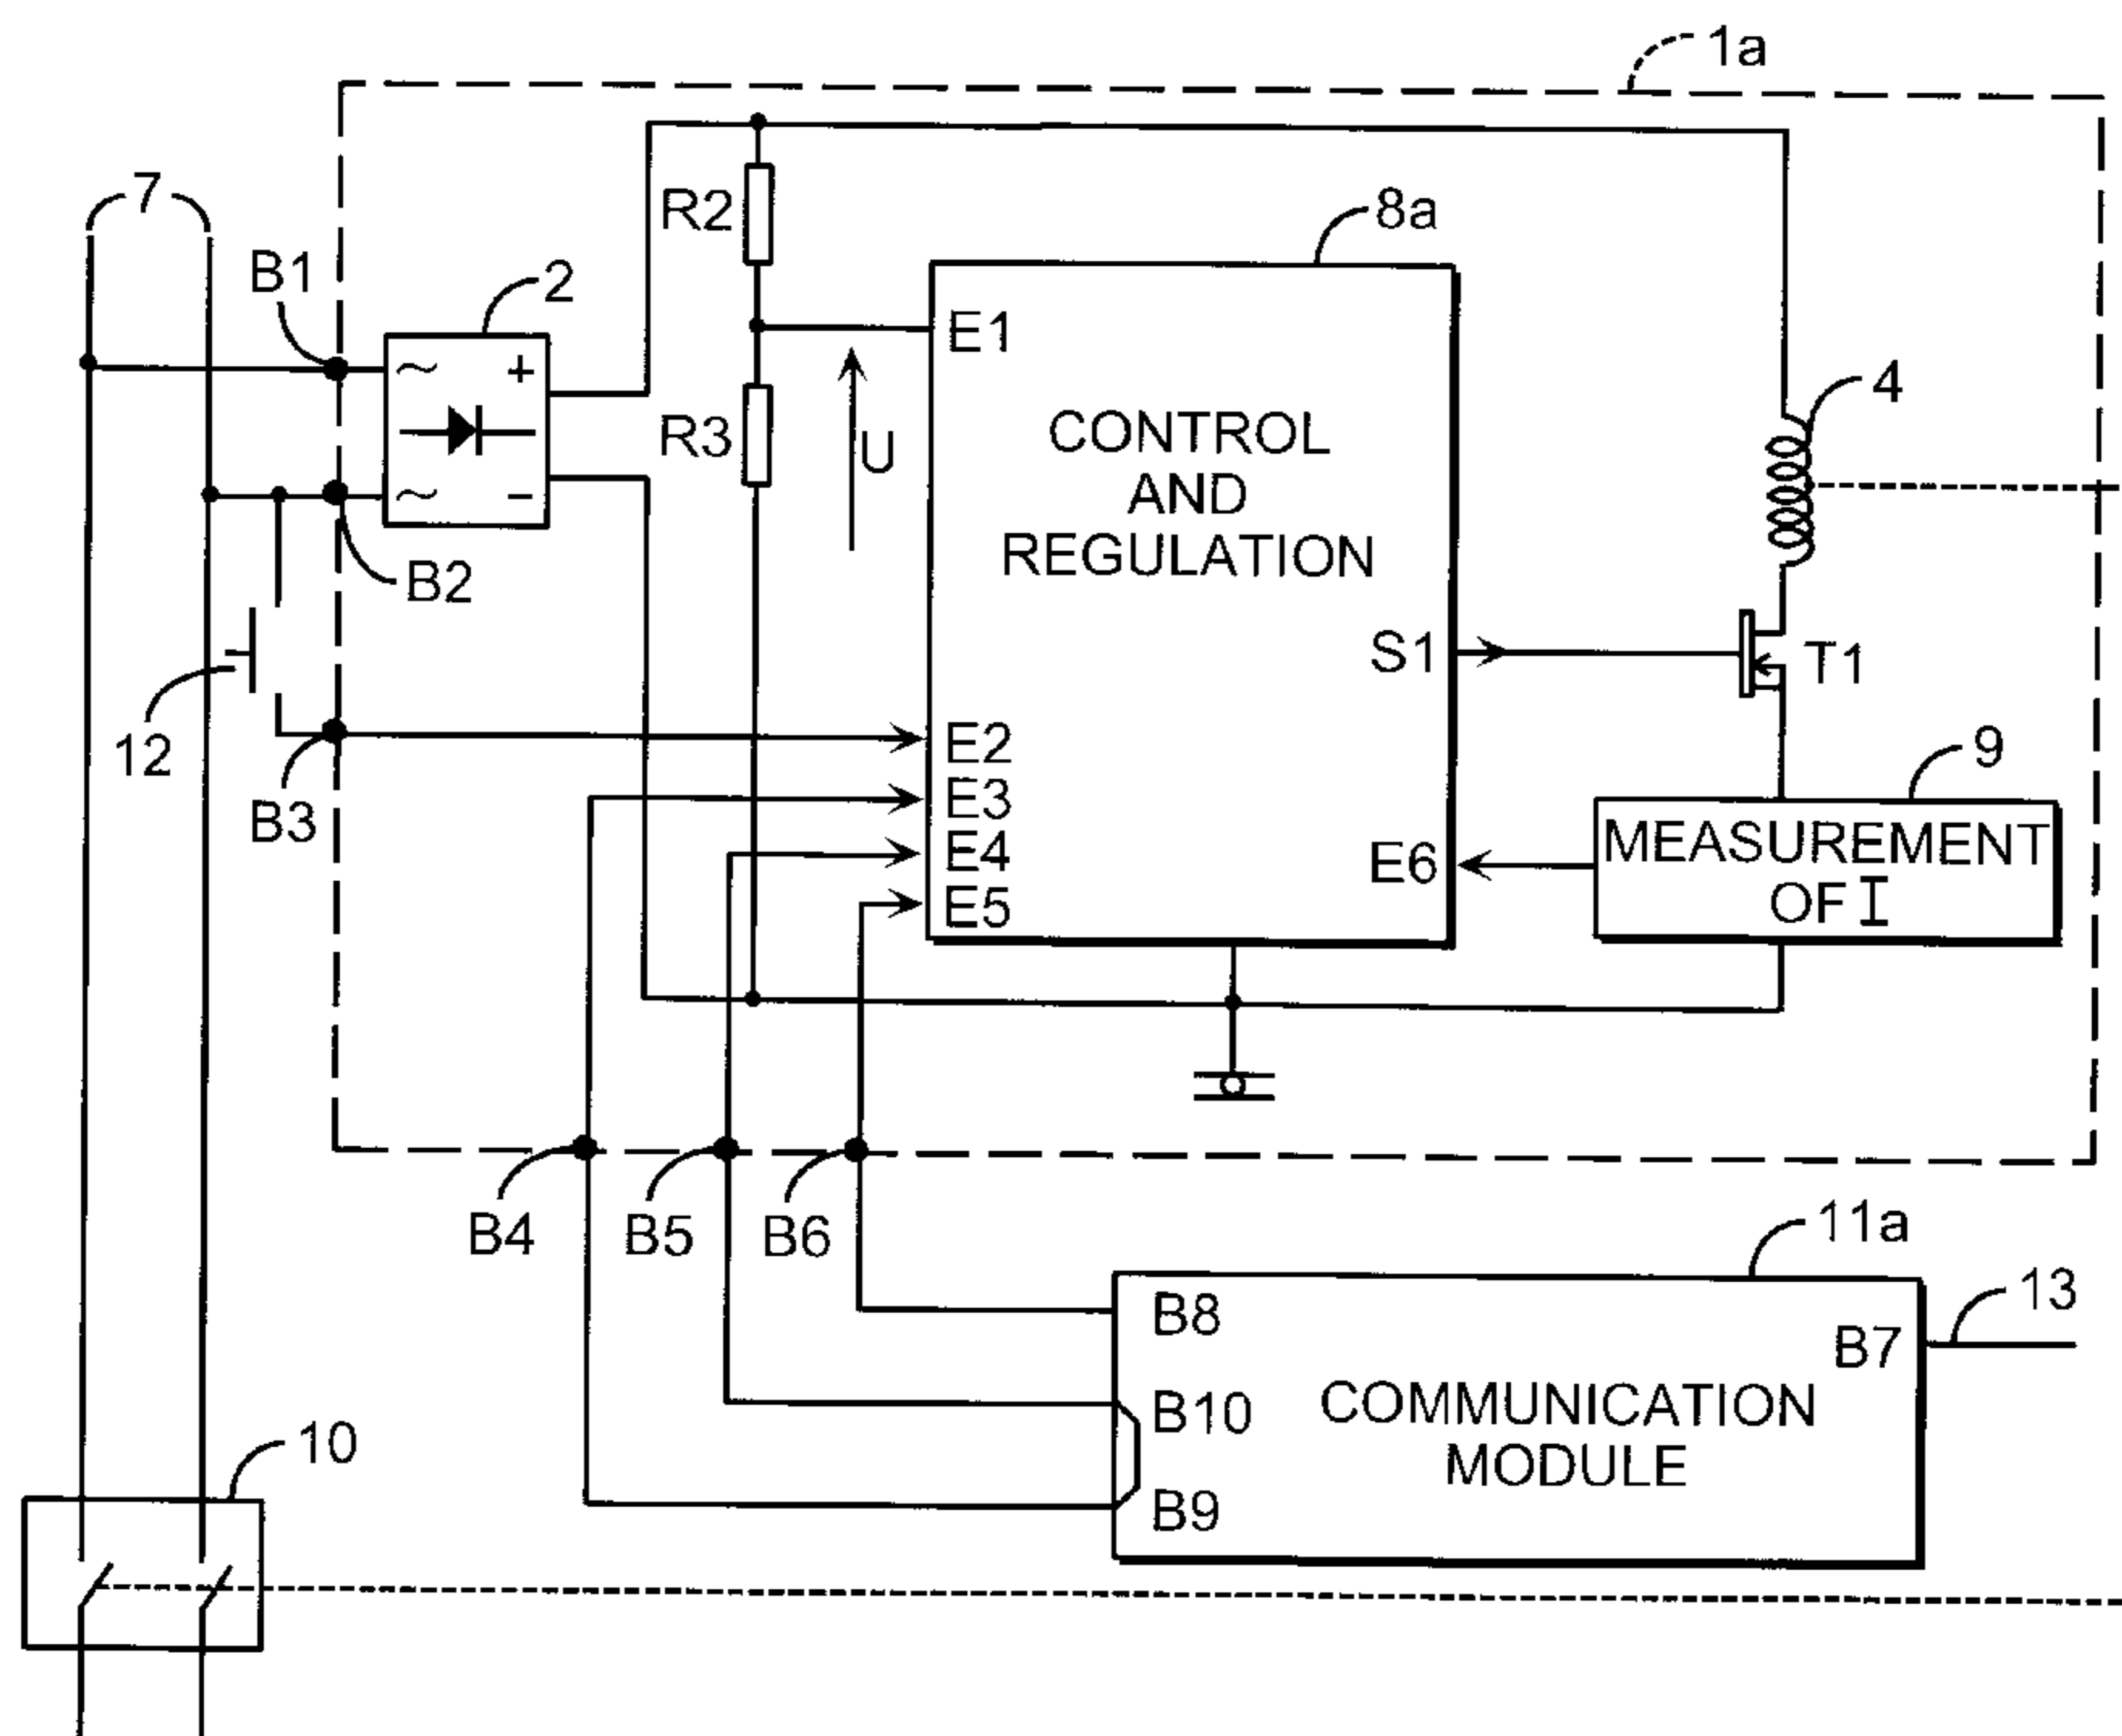 1a
7
R2
8a
B1
2
E1
~ +
4
R3
U
CONTROL
AND
REGULATION
~ −
B2
S1
T1
12
E2
9
B3
E3
E4
E5
E6
MEASUREMENT
OF I
B4
B5
B6
11a
B8
13
B7
B10
COMMUNICATION
MODULE
10
B9